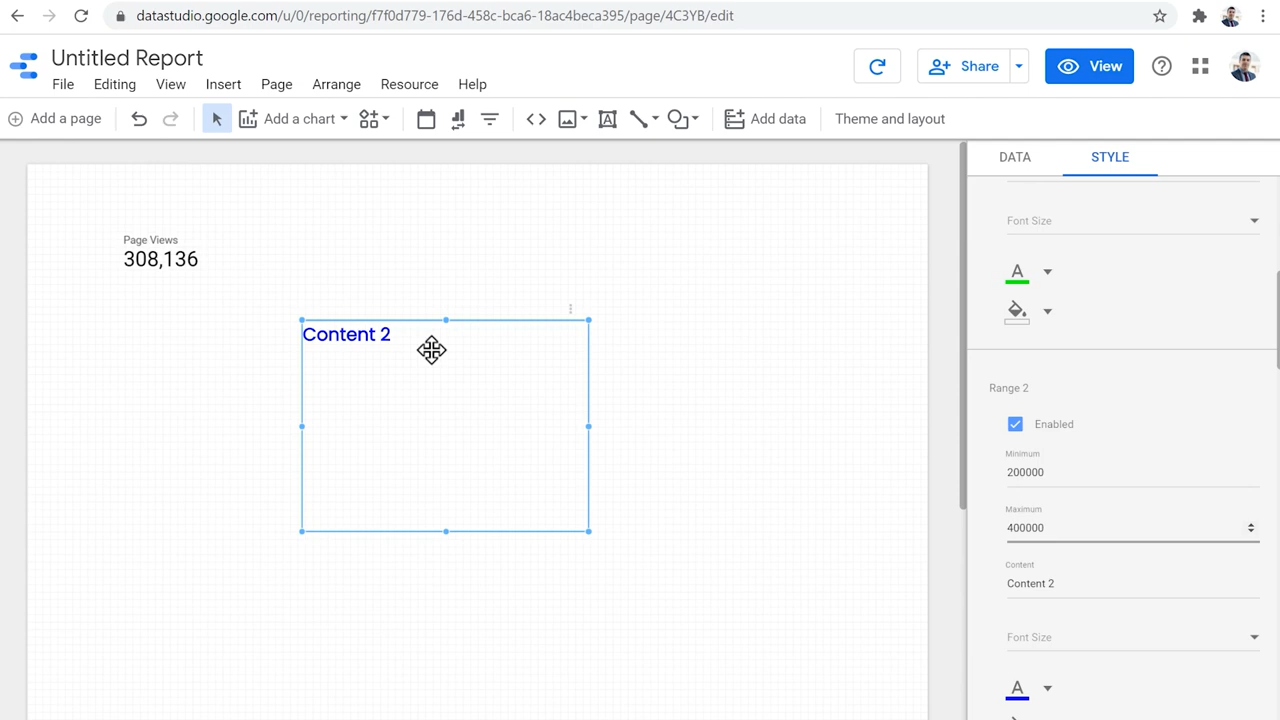 datastudio.google.com/u/0/reporting/f7f0d779-176d-458c-bca6-18ac4beca395/page/4C3YB/edit
Untitled Report
File Editing View Insert Page Arrange Resource Help
Share View
Add a page Add a chart Add data Theme and layout
DATA STYLE
Font Size
A
Page Views
308,136
Content 2
Range 2
Enabled
Minimum
200000
Maximum
400000
Content
Content 2
Font Size
A